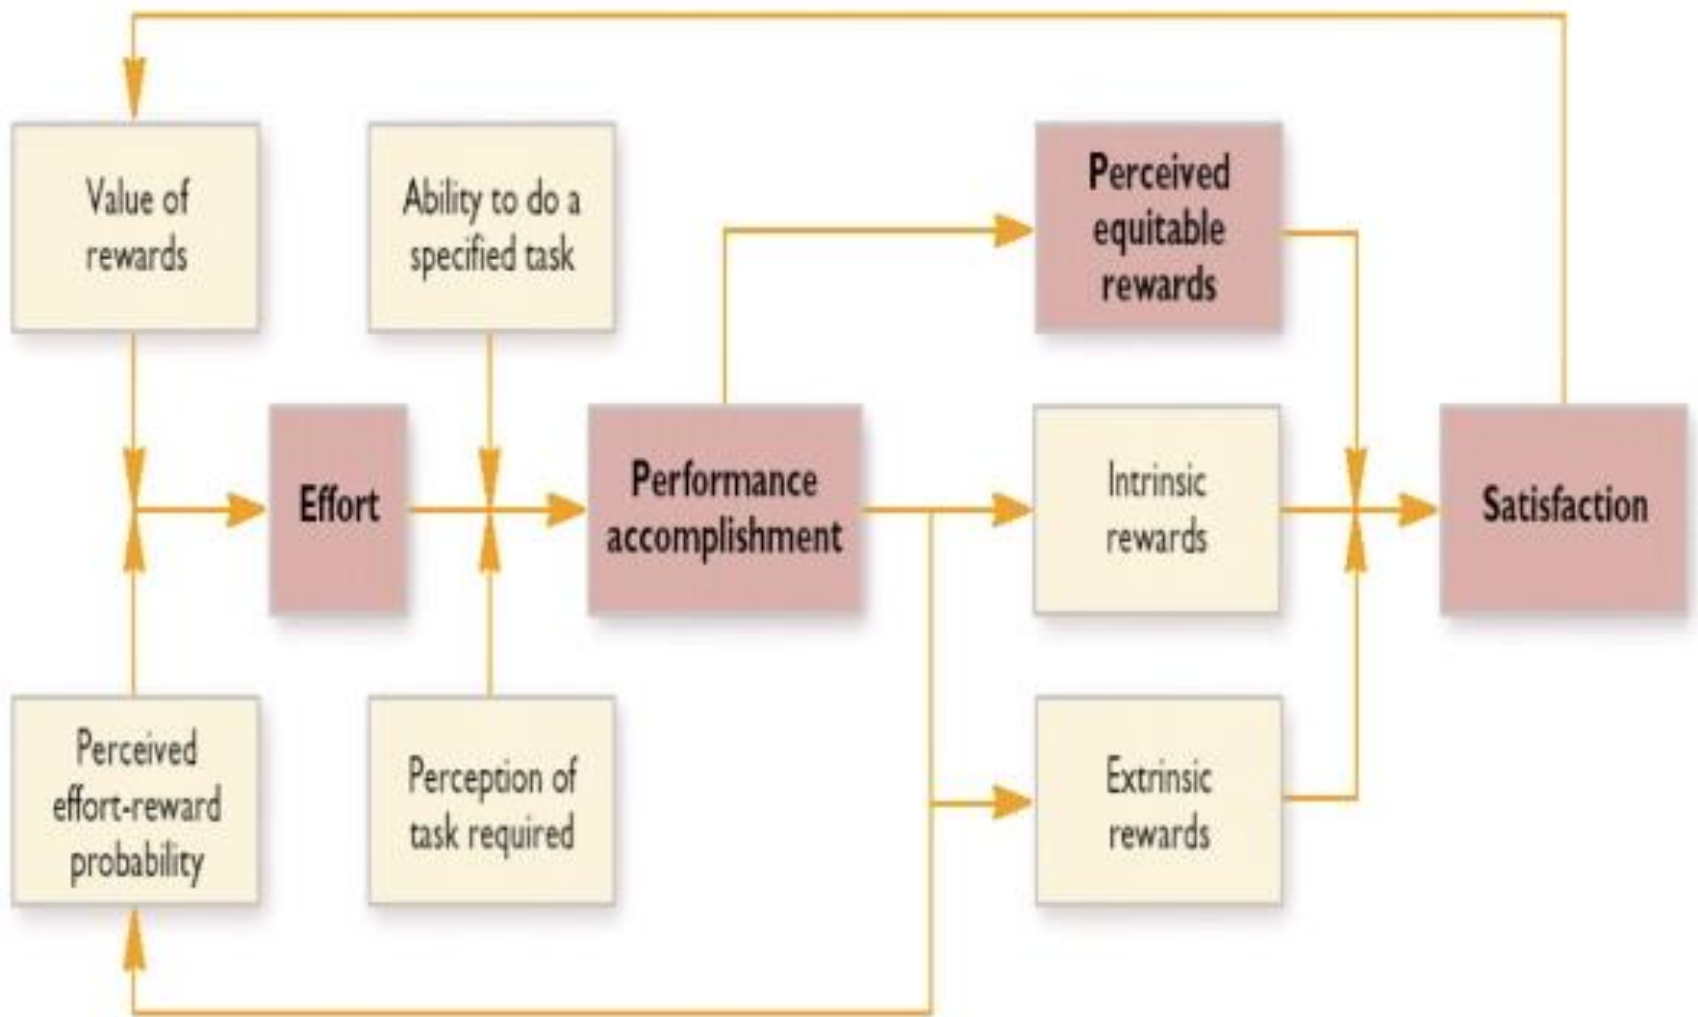 Value of
rewards
Ability to do a
specified task
Perceived
equitable
rewards
Effort
Performance
accomplishment
Intrinsic
rewards
Satisfaction
Perceived
effort-reward
probability
Perception of
task required
Extrinsic
rewards